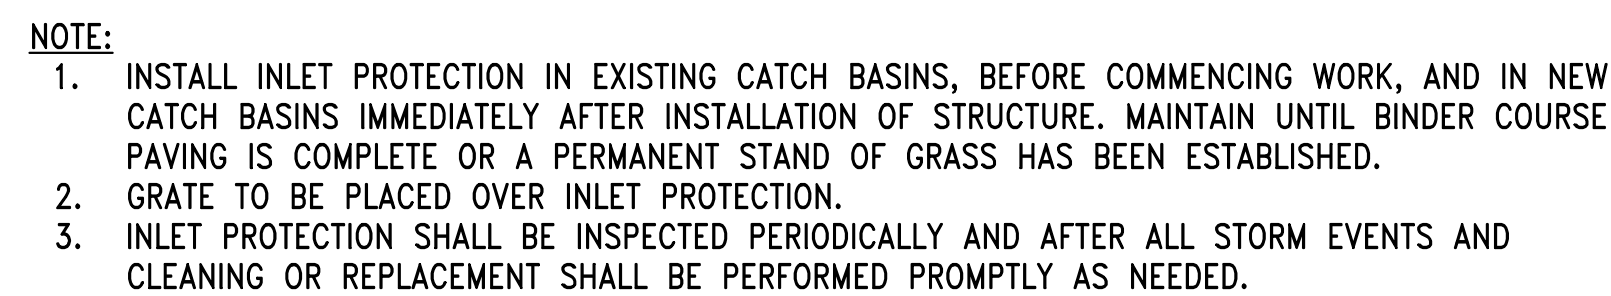 NOTE:
1. INSTALL INLET PROTECTION IN EXISTING CATCH BASINS, BEFORE COMMENCING WORK, AND IN NEW
CATCH BASINS IMMEDIATELY AFTER INSTALLATION OF STRUCTURE. MAINTAIN UNTIL BINDER COURSE
PAVING IS COMPLETE OR A PERMANENT STAND OF GRASS HAS BEEN ESTABLISHED.
2. GRATE TO BE PLACED OVER INLET PROTECTION.
3. INLET PROTECTION SHALL BE INSPECTED PERIODICALLY AND AFTER ALL STORM EVENTS AND
CLEANING OR REPLACEMENT SHALL BE PERFORMED PROMPTLY AS NEEDED.